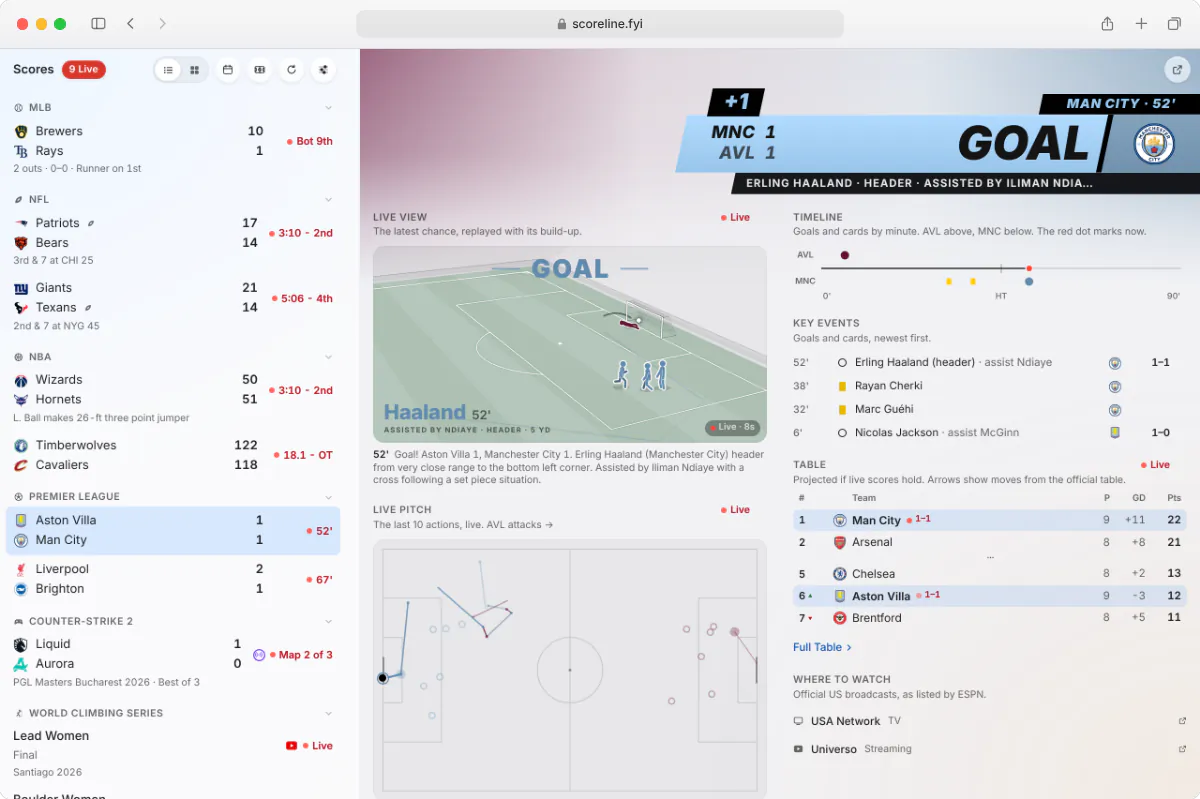 scoreline.fyi
Scores
9 Live
MLB
Brewers 10
Rays 1
Bot 9th
2 outs · 0–0 · Runner on 1st
NFL
Patriots 17
Bears 14
3:10 - 2nd
3rd & 7 at CHI 25
Giants 21
Texans 14
5:06 - 4th
2nd & 7 at NYG 45
NBA
Wizards 50
Hornets 51
3:10 - 2nd
L. Ball makes 26-ft three point jumper
Timberwolves 122
Cavaliers 118
18.1 - OT
PREMIER LEAGUE
Aston Villa 1
Man City 1
52'
Liverpool 2
Brighton 1
67'
COUNTER-STRIKE 2
Liquid 1
Aurora 0
Map 2 of 3
PGL Masters Bucharest 2026 · Best of 3
WORLD CLIMBING SERIES
Lead Women
Final
Live
Santiago 2026
Boulder Women
+1
MAN CITY · 52'
MNC 1
AVL 1
GOAL
MANCHESTER CITY
ERLING HAALAND · HEADER · ASSISTED BY ILIMAN NDIA...
LIVE VIEW
Live
The latest chance, replayed with its build-up.
GOAL
Haaland 52'
ASSISTED BY NDIAYE · HEADER · 5 YD
Live · 8s
52' Goal! Aston Villa 1, Manchester City 1. Erling Haaland (Manchester City) header
from very close range to the bottom left corner. Assisted by Iliman Ndiaye with a
cross following a set piece situation.
LIVE PITCH
Live
The last 10 actions, live. AVL attacks →
TIMELINE
Goals and cards by minute. AVL above, MNC below. The red dot marks now.
AVL
MNC
0' HT 90'
KEY EVENTS
Goals and cards, newest first.
52' Erling Haaland (header) · assist Ndiaye 1–1
38' Rayan Cherki
32' Marc Guéhi
6' Nicolas Jackson · assist McGinn 1–0
TABLE
Live
Projected if live scores hold. Arrows show moves from the official table.
# Team P GD Pts
1 Man City 1–1 9 +11 22
2 Arsenal 8 +8 21
...
5 Chelsea 8 +2 13
6 Aston Villa 1–1 9 -3 12
7 Brentford 8 +5 11
Full Table >
WHERE TO WATCH
Official US broadcasts, as listed by ESPN.
USA Network TV
Universo Streaming